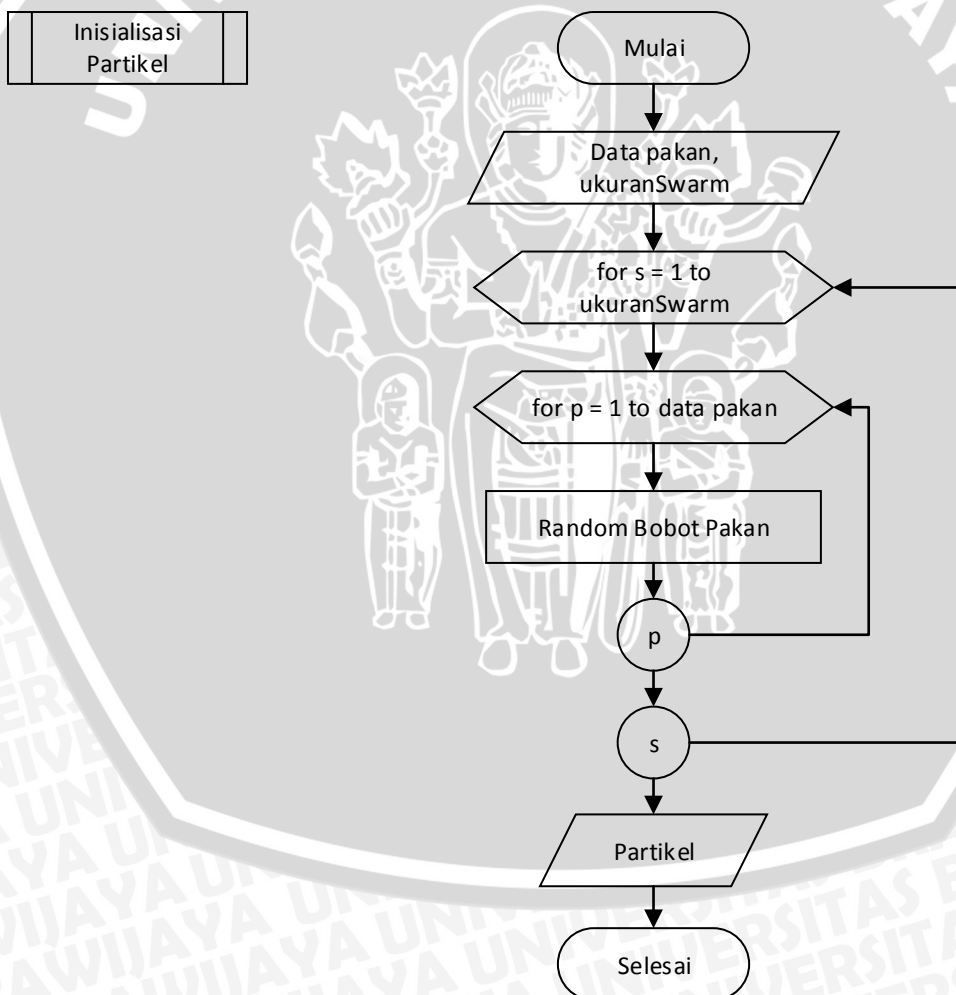 Inisialisasi
Partikel
Mulai
Data pakan,
ukuranSwarm
for s = 1 to
ukuranSwarm
for p = 1 to data pakan
Random Bobot Pakan
p
s
Partikel
Selesai